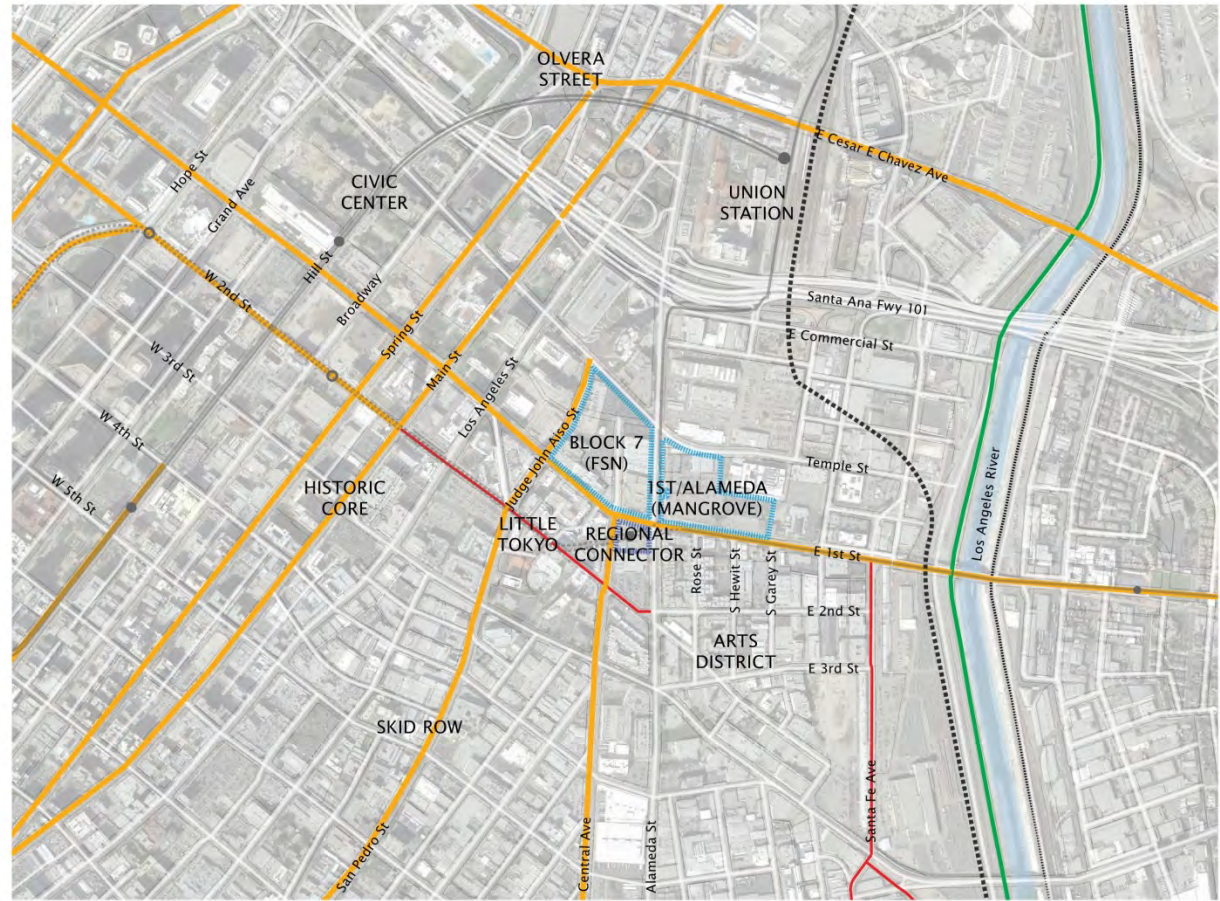 OLVERA
STREET
E Cesar E Chavez Ave
Hope St
Grand Ave
CIVIC
CENTER
UNION
STATION
Hill St
Broadway
W 2nd St
Spring St
Main St
Los Angeles St
Santa Ana Fwy 101
E Commercial St
W 3rd St
W 4th St
W 5th St
Judge John Aiso St
BLOCK 7
(FSN)
Temple St
1ST/ALAMEDA
(MANGROVE)
HISTORIC
CORE
LITTLE
TOKYO
REGIONAL
CONNECTOR
E 1st St
Los Angeles River
Rose St
S Hewit St
S Garey St
E 2nd St
ARTS
DISTRICT
E 3rd St
SKID ROW
San Pedro St
Central Ave
Alameda St
Santa Fe Ave